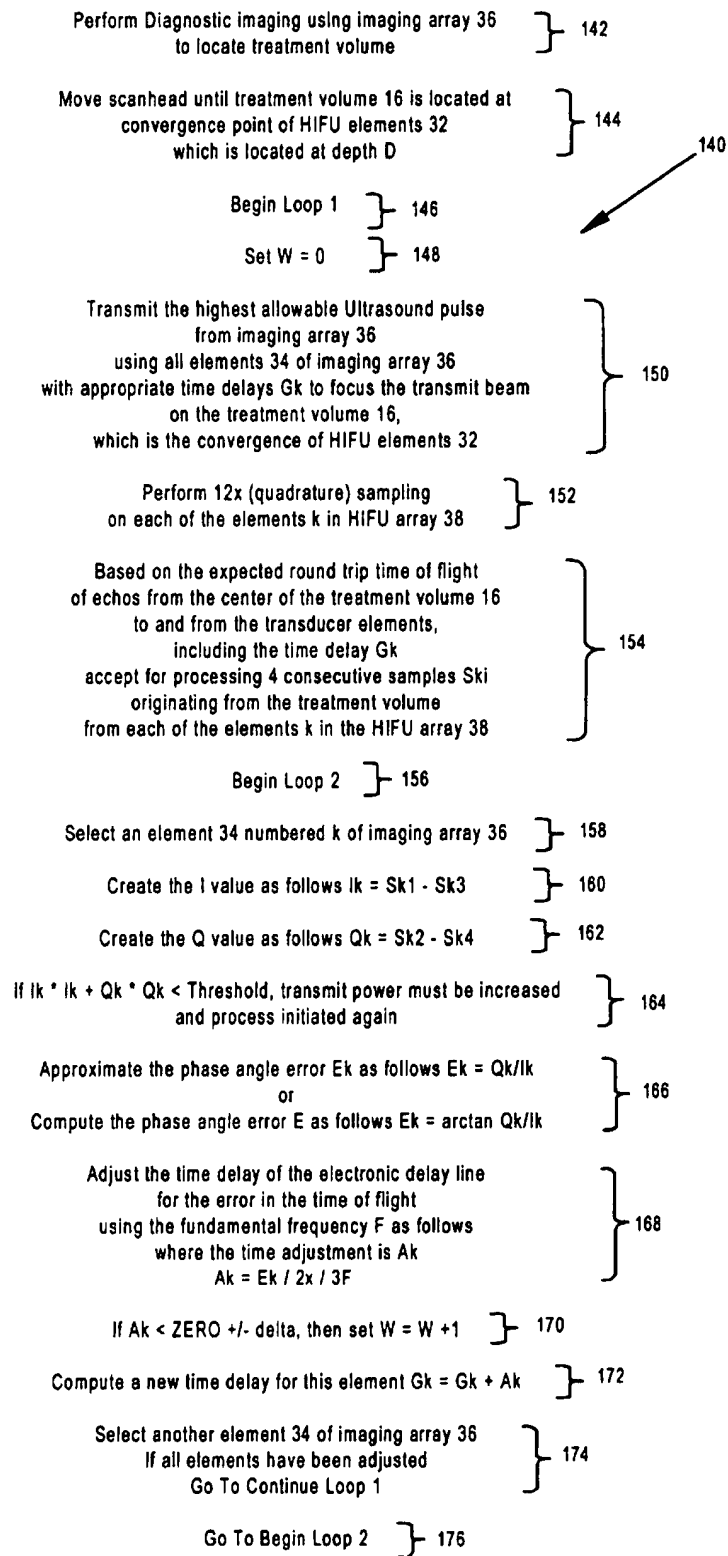 Perform Diagnostic imaging using imaging array 36
to locate treatment volume
142
Move scanhead until treatment volume 16 is located at
convergence point of HIFU elements 32
which is located at depth D
144
140
Begin Loop 1
146
Set W = 0
148
Transmit the highest allowable Ultrasound pulse
from imaging array 36
using all elements 34 of imaging array 36
with appropriate time delays Gk to focus the transmit beam
on the treatment volume 16,
which is the convergence of HIFU elements 32
150
Perform 12x (quadrature) sampling
on each of the elements k in HIFU array 38
152
Based on the expected round trip time of flight
of echos from the center of the treatment volume 16
to and from the transducer elements,
including the time delay Gk
accept for processing 4 consecutive samples Ski
originating from the treatment volume
from each of the elements k in the HIFU array 38
154
Begin Loop 2
156
Select an element 34 numbered k of imaging array 36
158
Create the I value as follows Ik = Sk1 - Sk3
160
Create the Q value as follows Qk = Sk2 - Sk4
162
If Ik * Ik + Qk * Qk < Threshold, transmit power must be increased
and process initiated again
164
Approximate the phase angle error Ek as follows Ek = Qk/Ik
or
Compute the phase angle error E as follows Ek = arctan Qk/Ik
166
Adjust the time delay of the electronic delay line
for the error in the time of flight
using the fundamental frequency F as follows
where the time adjustment is Ak
Ak = Ek / 2x / 3F
168
If Ak < ZERO +/- delta, then set W = W +1
170
Compute a new time delay for this element Gk = Gk + Ak
172
Select another element 34 of imaging array 36
If all elements have been adjusted
Go To Continue Loop 1
174
Go To Begin Loop 2
176